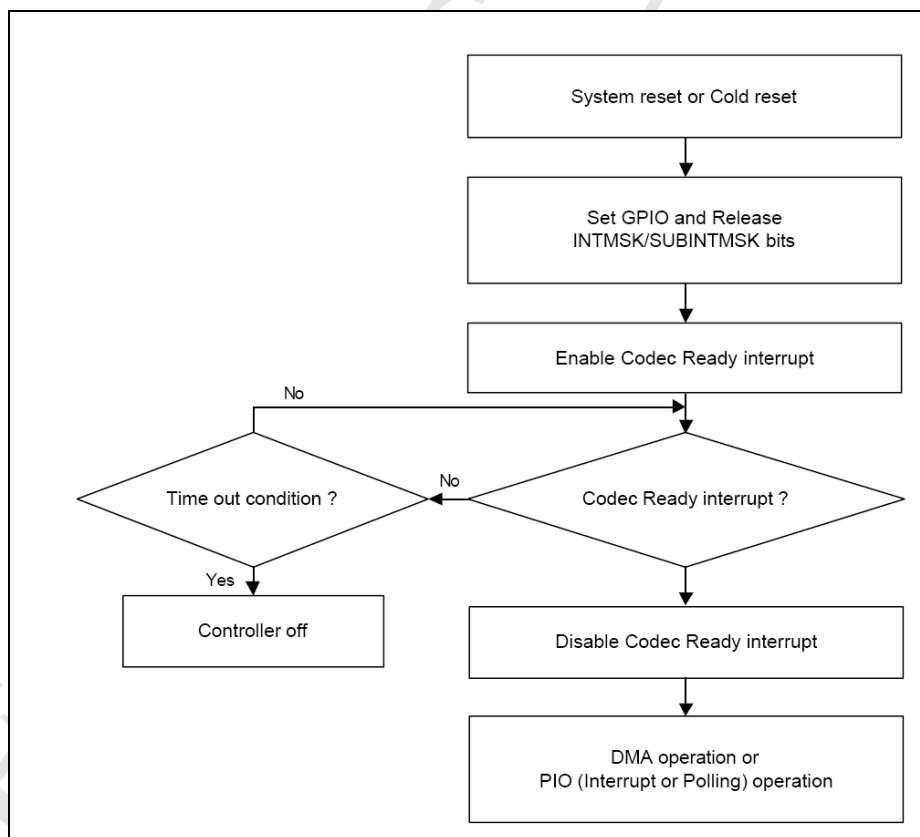 System reset or Cold reset
Set GPIO and Release
INTMSK/SUBINTMSK bits
Enable Codec Ready interrupt
No
Time out condition ?
No
Codec Ready interrupt ?
Yes
Controller off
Disable Codec Ready interrupt
DMA operation or
PIO (Interrupt or Polling) operation